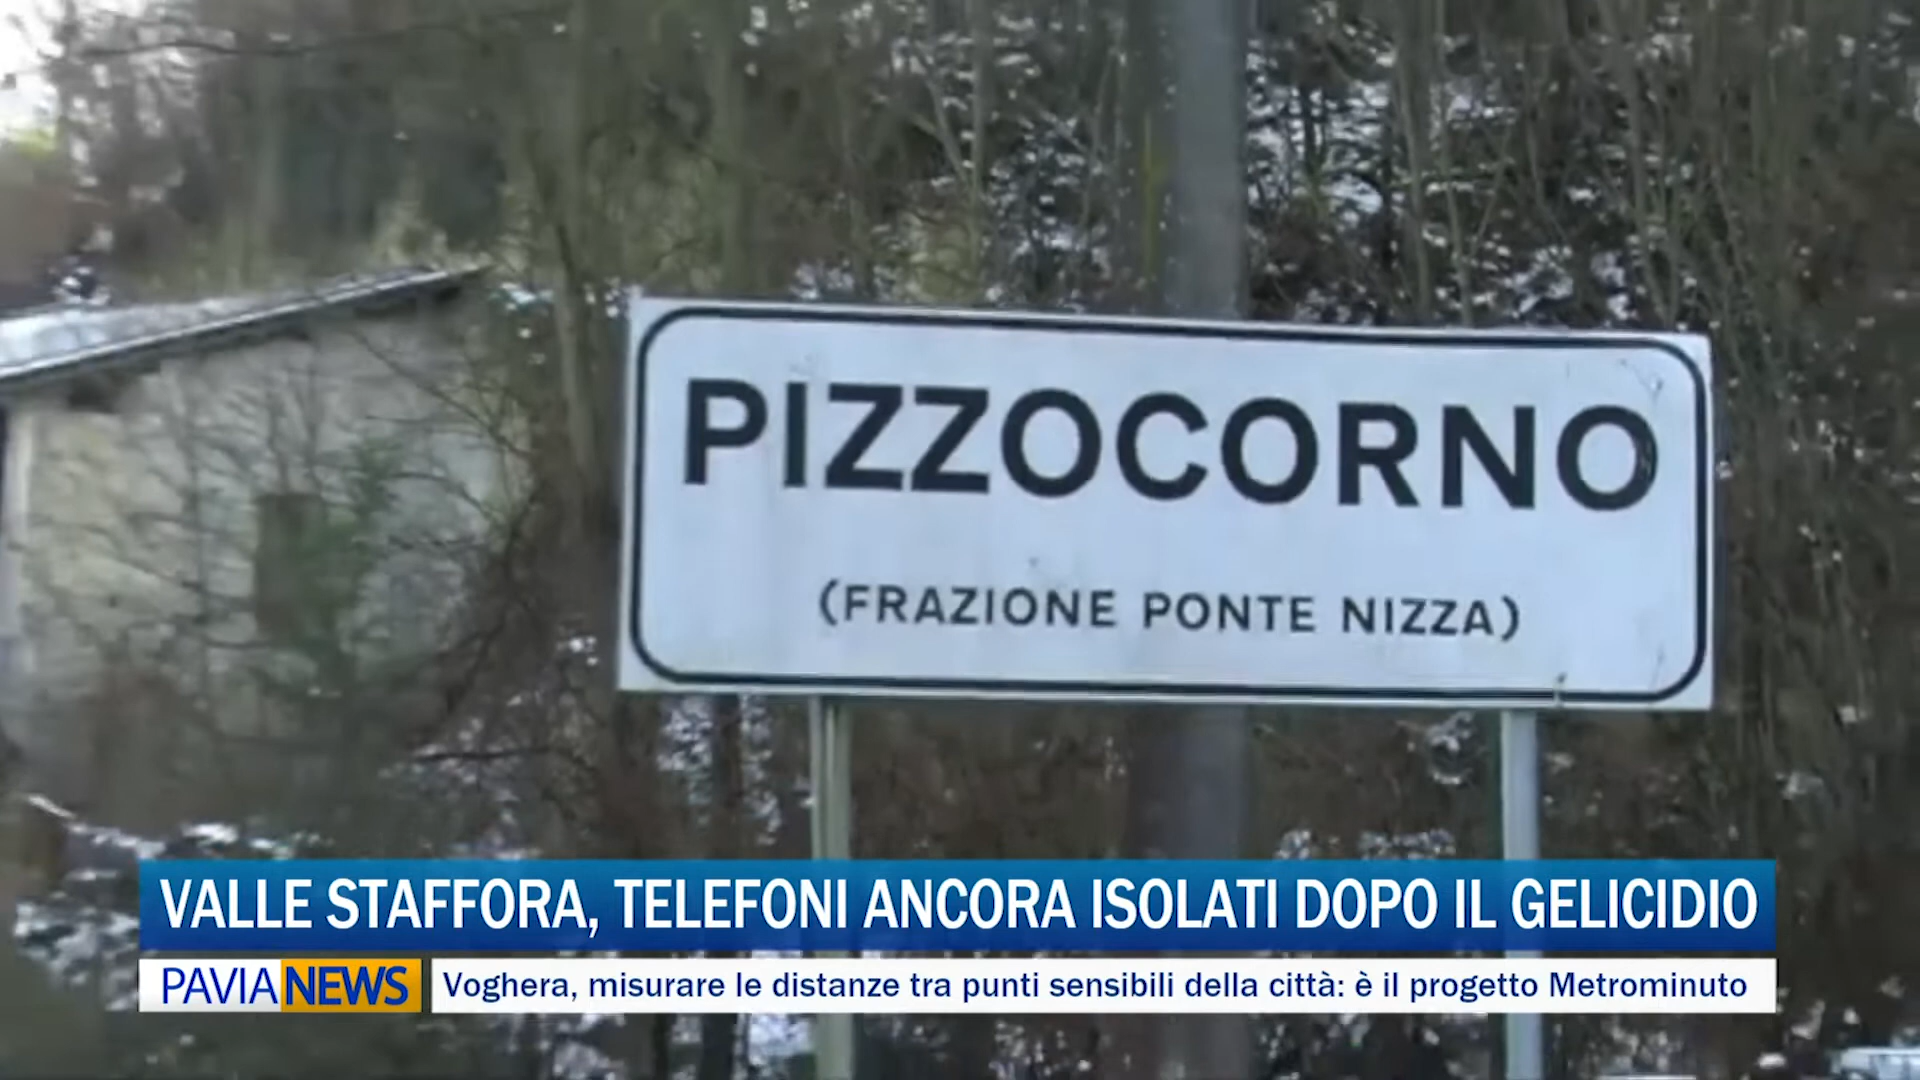 PIZZOCORNO
(FRAZIONE PONTE NIZZA)
VALLE STAFFORA, TELEFONI ANCORA ISOLATI DOPO IL GELICIDIO
PAVIA NEWS
Voghera, misurare le distanze tra punti sensibili della città: è il progetto Metrominuto